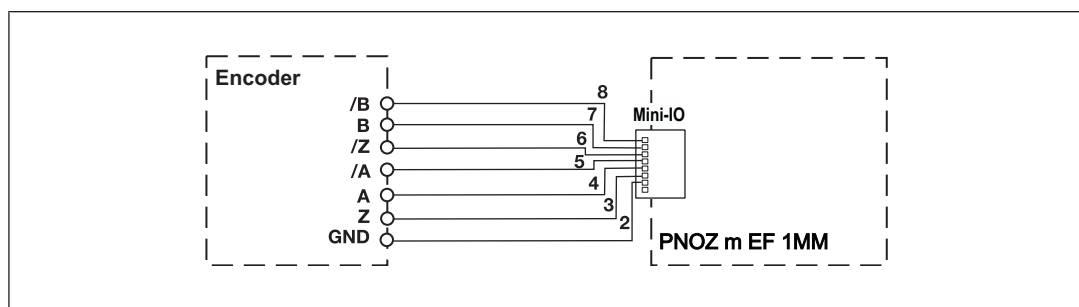 Encoder
/B
8
B
7
Mini-IO
/Z
6
/A
5
A
4
Z
3
GND
2
PNOZ m EF 1MM